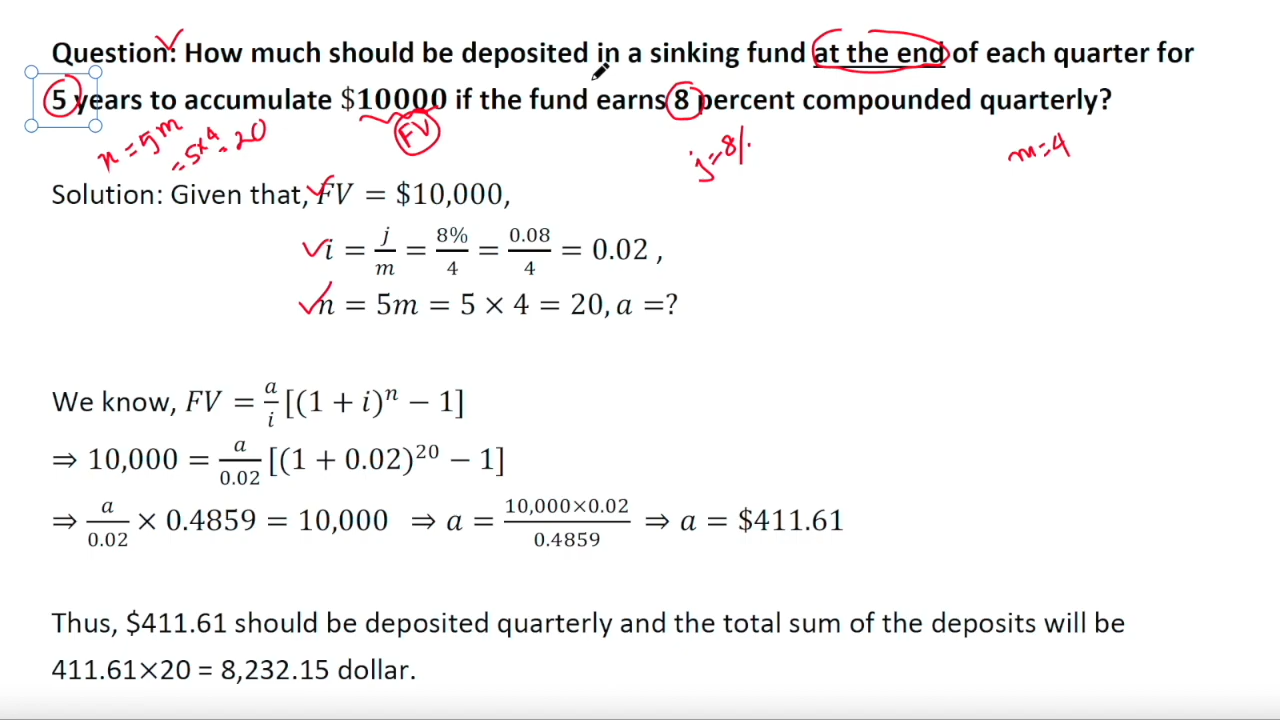 Question: How much should be deposited in a sinking fund at the end of each quarter for
5 years to accumulate $10000 if the fund earns 8 percent compounded quarterly?
n = 5m
= 5×4 = 20
FV
j=8%
m=4
Solution: Given that, FV = $10,000,
i = j/m = 8%/4 = 0.08/4 = 0.02 ,
n = 5m = 5 × 4 = 20, a =?
We know, FV = a/i [(1 + i)ⁿ − 1]
⇒ 10,000 = a/0.02 [(1 + 0.02)²⁰ − 1]
⇒ a/0.02 × 0.4859 = 10,000 ⇒ a = 10,000×0.02/0.4859 ⇒ a = $411.61
Thus, $411.61 should be deposited quarterly and the total sum of the deposits will be
411.61×20 = 8,232.15 dollar.